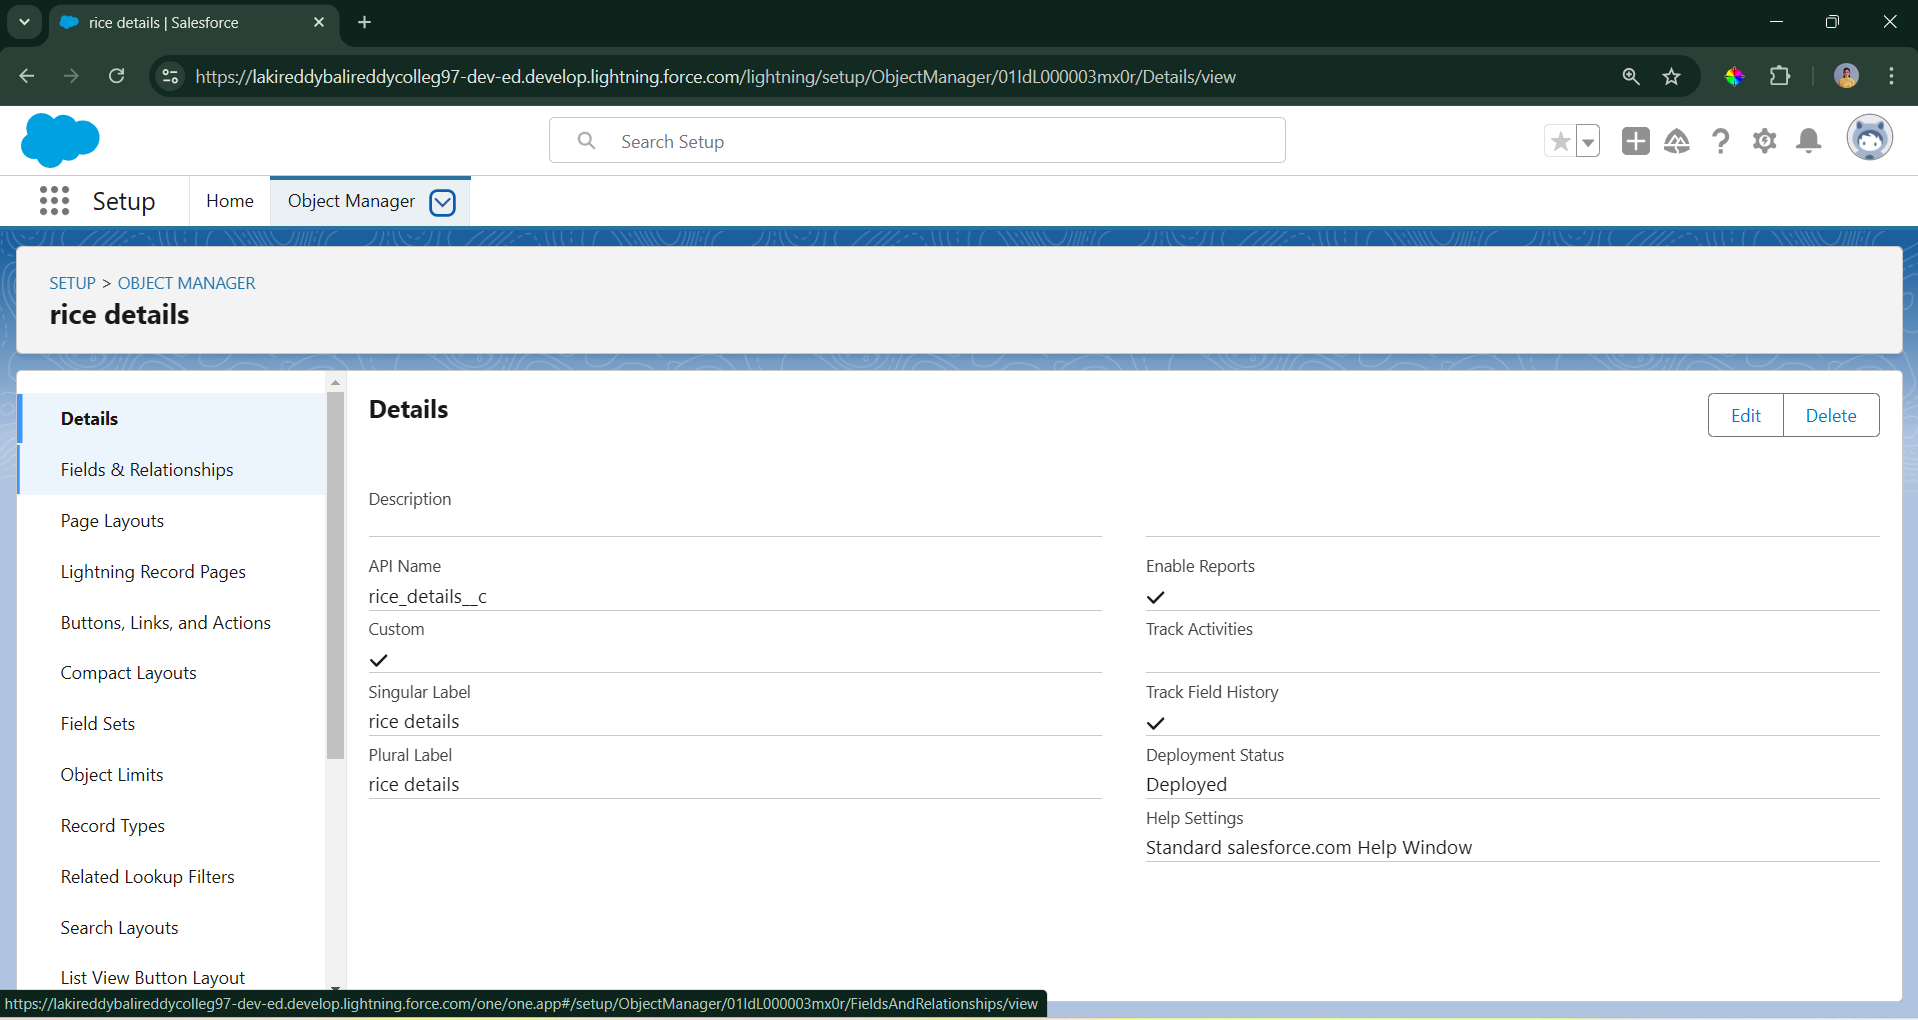 rice details | Salesforce
https://lakireddybalireddycolleg97-dev-ed.develop.lightning.force.com/lightning/setup/ObjectManager/01IdL000003mx0r/Details/view
Search Setup
Setup
Home
Object Manager
SETUP > OBJECT MANAGER
rice details
Details
Fields & Relationships
Page Layouts
Lightning Record Pages
Buttons, Links, and Actions
Compact Layouts
Field Sets
Object Limits
Record Types
Related Lookup Filters
Search Layouts
List View Button Layout
Details
Edit
Delete
Description
API Name
rice_details__c
Custom
Singular Label
rice details
Plural Label
rice details
Enable Reports
Track Activities
Track Field History
Deployment Status
Deployed
Help Settings
Standard salesforce.com Help Window
https://lakireddybalireddycolleg97-dev-ed.develop.lightning.force.com/one/one.app#/setup/ObjectManager/01IdL000003mx0r/FieldsAndRelationships/view